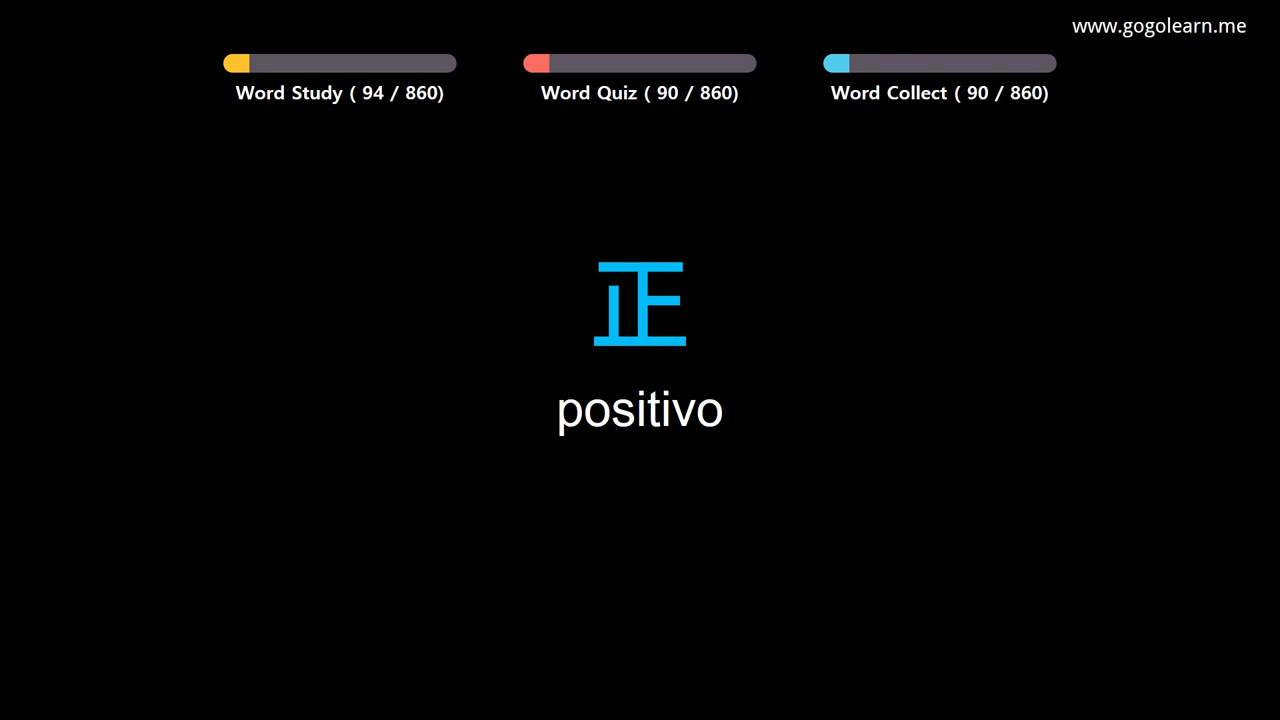 www.gogolearn.me
Word Study ( 94 / 860)
Word Quiz ( 90 / 860)
Word Collect ( 90 / 860)
正
positivo